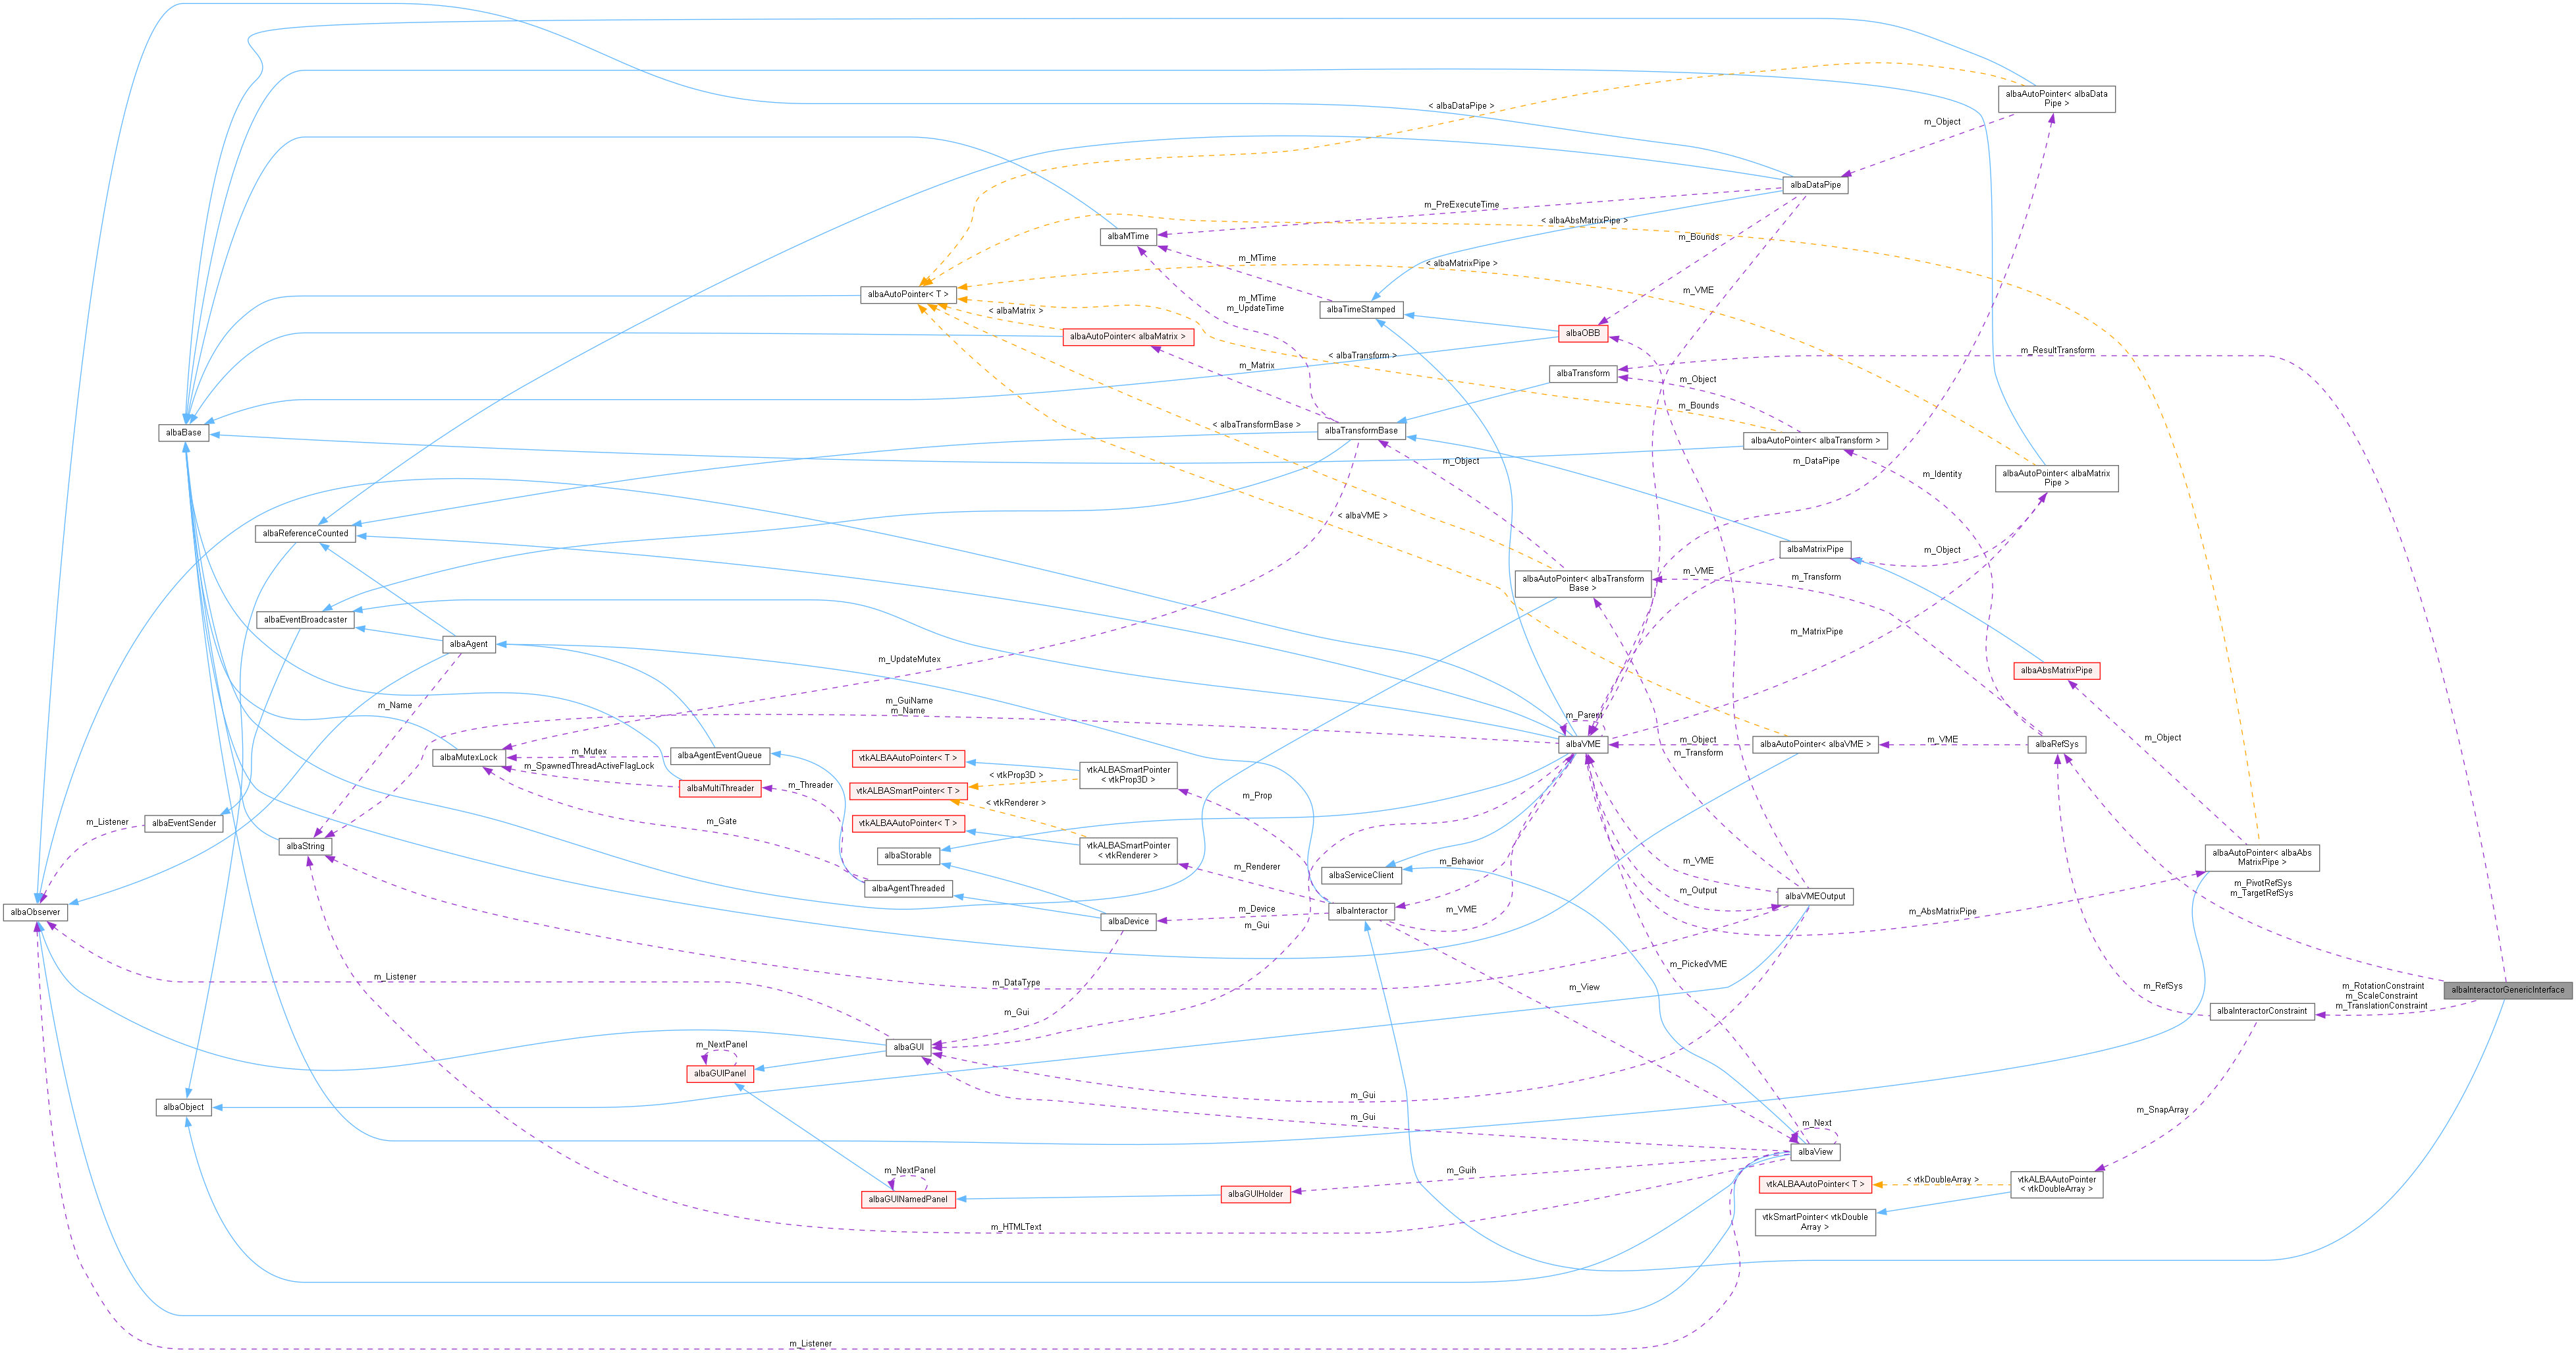 albaAutoPointer< albaData
Pipe >
< albaDataPipe >
m_Object
albaDataPipe
m_PreExecuteTime
< albaAbsMatrixPipe >
albaMTime
m_Bounds
m_MTime
< albaMatrixPipe >
albaAutoPointer< T >
m_VME
m_MTime
m_UpdateTime
albaTimeStamped
< albaMatrix >
albaAutoPointer< albaMatrix >
albaOBB
m_ResultTransform
< albaTransform >
m_Matrix
albaTransform
m_Object
m_Bounds
< albaTransformBase >
albaBase
albaTransformBase
albaAutoPointer< albaTransform >
m_Object
m_DataPipe
m_Identity
albaAutoPointer< albaMatrix
Pipe >
< albaVME >
albaReferenceCounted
albaMatrixPipe
m_Object
m_VME
m_Transform
albaAutoPointer< albaTransform
Base >
albaEventBroadcaster
m_MatrixPipe
albaAgent
m_UpdateMutex
albaAbsMatrixPipe
m_Name
m_GuiName
m_Name
m_Parent
albaVME
m_Object
m_Transform
albaAutoPointer< albaVME >
m_VME
albaRefSys
m_Object
albaMutexLock
m_Mutex
albaAgentEventQueue
m_SpawnedThreadActiveFlagLock
albaMultiThreader
m_Threader
vtkALBAAutoPointer< T >
< vtkProp3D >
vtkALBASmartPointer
< vtkProp3D >
vtkALBASmartPointer< T >
< vtkRenderer >
m_Prop
m_Listener
albaEventSender
m_Gate
vtkALBAAutoPointer< T >
albaString
albaStorable
vtkALBASmartPointer
< vtkRenderer >
m_Renderer
m_Behavior
m_VME
albaServiceClient
albaAutoPointer< albaAbs
MatrixPipe >
albaAgentThreaded
m_Output
albaVMEOutput
m_PivotRefSys
m_TargetRefSys
albaObserver
albaDevice
m_Device
m_Gui
albaInteractor
m_VME
m_AbsMatrixPipe
m_Listener
m_DataType
m_PickedVME
m_View
m_RefSys
m_RotationConstraint
m_ScaleConstraint
m_TranslationConstraint
albaInteractorGenericInterface
m_Gui
albaInteractorConstraint
albaGUI
m_NextPanel
albaGUIPanel
albaObject
m_Gui
m_Gui
m_SnapArray
m_Next
albaView
m_NextPanel
albaGUINamedPanel
m_Guih
albaGUIHolder
vtkALBAAutoPointer< T >
< vtkDoubleArray >
vtkALBAAutoPointer
< vtkDoubleArray >
vtkSmartPointer< vtkDouble
Array >
m_HTMLText
m_Listener